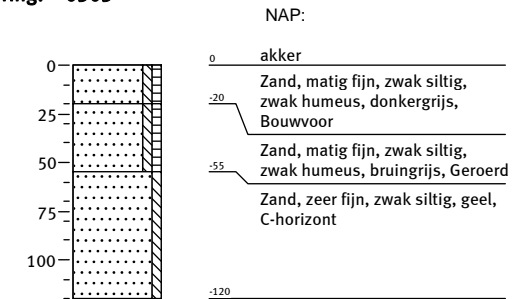 NAP:
0
25
50
75
100
0 akker
Zand, matig fijn, zwak siltig,
-20 zwak humeus, donkergrijs,
Bouwvoor
Zand, matig fijn, zwak siltig,
-55 zwak humeus, bruingrijs, Geroerd
Zand, zeer fijn, zwak siltig, geel,
C-horizont
-120